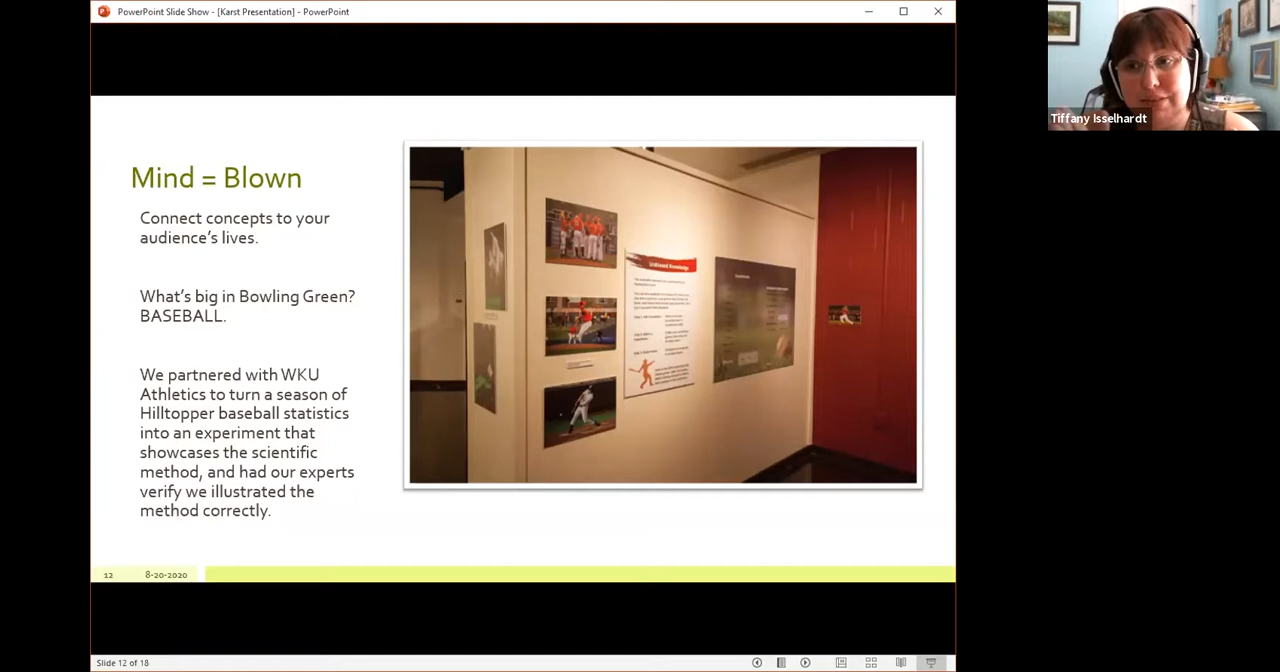 PowerPoint Slide Show - [Karst Presentation] - PowerPoint
Tiffany Isselhardt
Mind = Blown
Connect concepts to your
audience's lives.
What's big in Bowling Green?
BASEBALL.
We partnered with WKU
Athletics to turn a season of
Hilltopper baseball statistics
into an experiment that
showcases the scientific
method, and had our experts
verify we illustrated the
method correctly.
12 8-20-2020
Slide 12 of 18